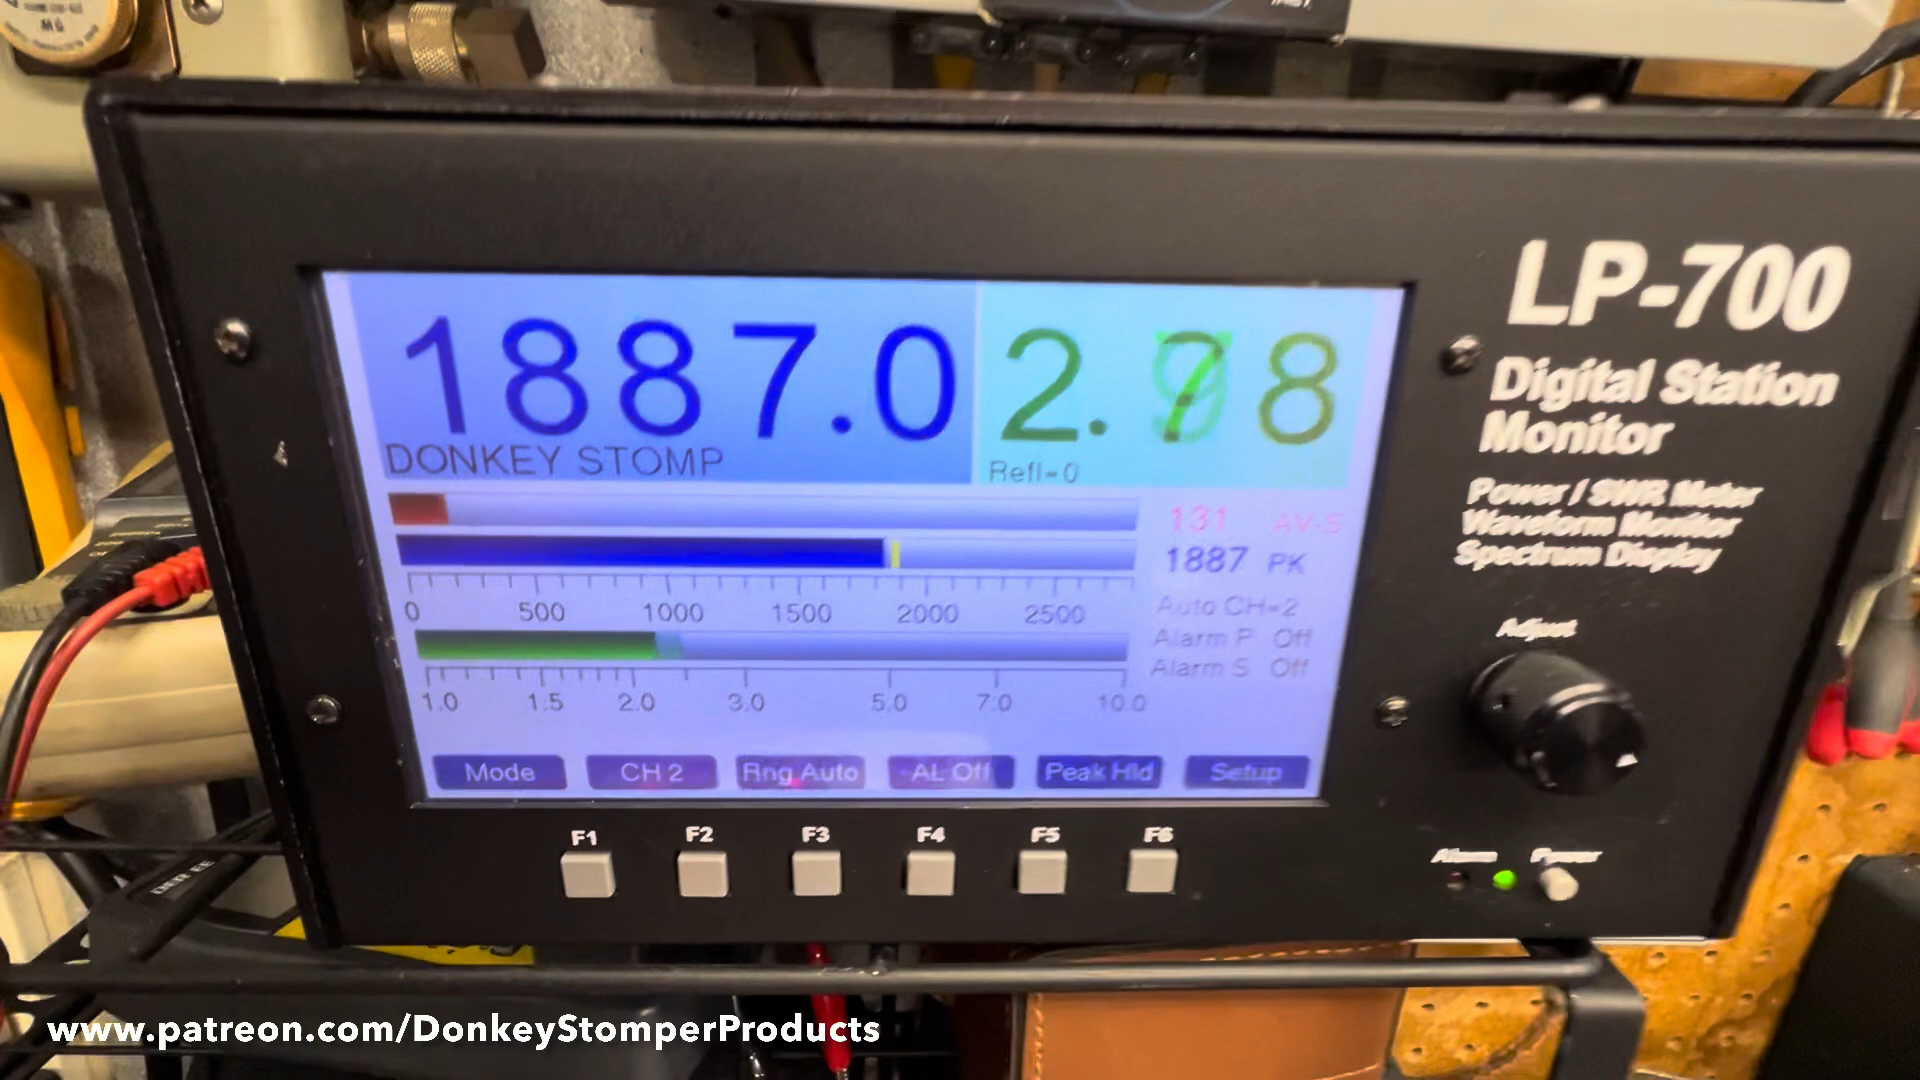 LP-700
Digital Station
Monitor
Power / SWR Meter
Waveform Monitor
Spectrum Display
1887.0
DONKEY STOMP
2. 8
Refl=0
131 AV-S
1887 PK
0 500 1000 1500 2000 2500
Auto CH=2
Alarm P Off
Alarm S Off
1.0 1.5 2.0 3.0 5.0 7.0 10.0
Mode CH 2 Rng Auto AL Off Peak Hld Setup
F1 F2 F3 F4 F5 F6
Adjust
Alarm Power
www.patreon.com/DonkeyStomperProducts